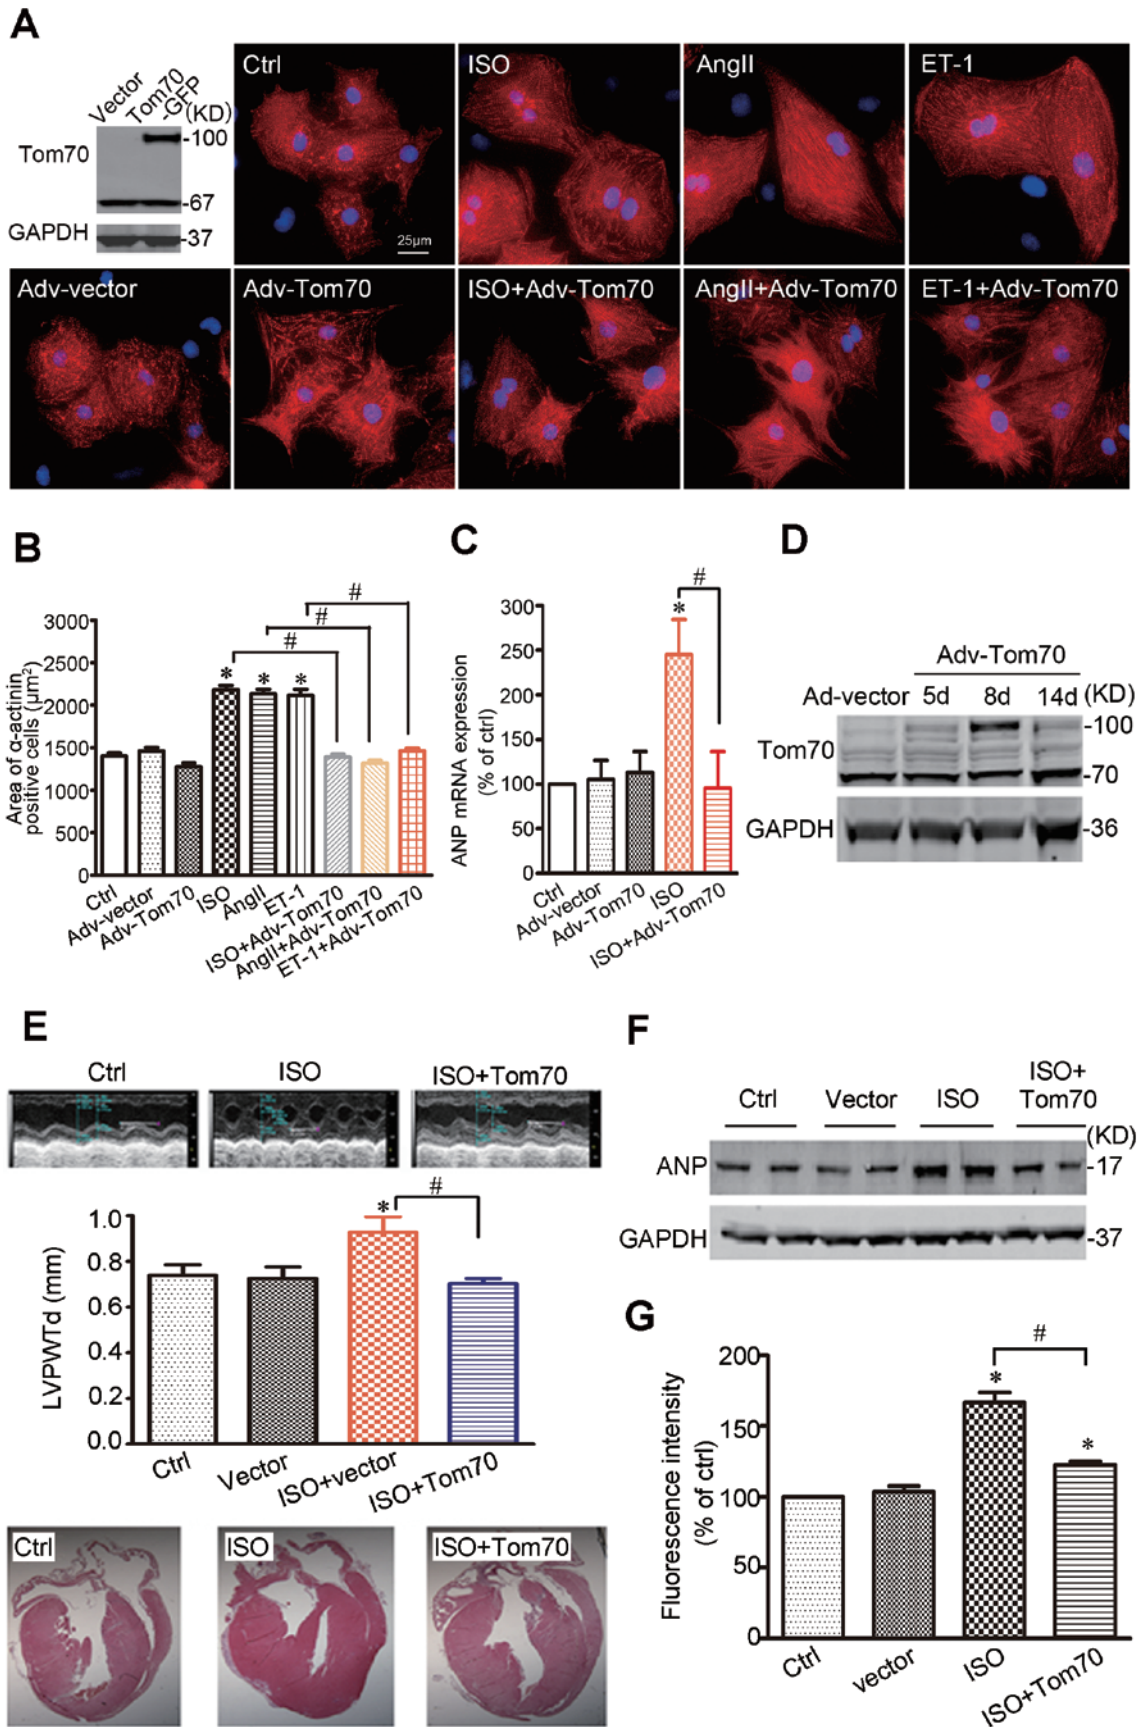 A
Vector
Tom70
-GFP
(KD)
Tom70
-100
-67
GAPDH
-37
Ctrl
25μm
ISO
AngII
ET-1
Adv-vector
Adv-Tom70
ISO+Adv-Tom70
AngII+Adv-Tom70
ET-1+Adv-Tom70
B
Area of α-actinin
positive cells (μm²)
3000
2500
2000
1500
1000
500
0
* * *
# # #
Ctrl
Adv-vector
Adv-Tom70
ISO
AngII
ET-1
ISO+Adv-Tom70
AngII+Adv-Tom70
ET-1+Adv-Tom70
C
ANP mRNA expression
(% of ctrl)
300
250
200
150
100
50
0
*
#
Ctrl
Adv-vector
Adv-Tom70
ISO
ISO+Adv-Tom70
D
Adv-Tom70
Ad-vector 5d 8d 14d (KD)
Tom70
-100
-70
GAPDH
-36
E
Ctrl
ISO
ISO+Tom70
LVPWTd (mm)
1.0
0.8
0.6
0.4
0.2
0.0
*
#
Ctrl
Vector
ISO+vector
ISO+Tom70
Ctrl
ISO
ISO+Tom70
F
Ctrl
Vector
ISO
ISO+
Tom70
(KD)
ANP
-17
GAPDH
-37
G
Fluorescence intensity
(% of ctrl)
200
150
100
50
0
*
#
*
Ctrl
vector
ISO
ISO+Tom70